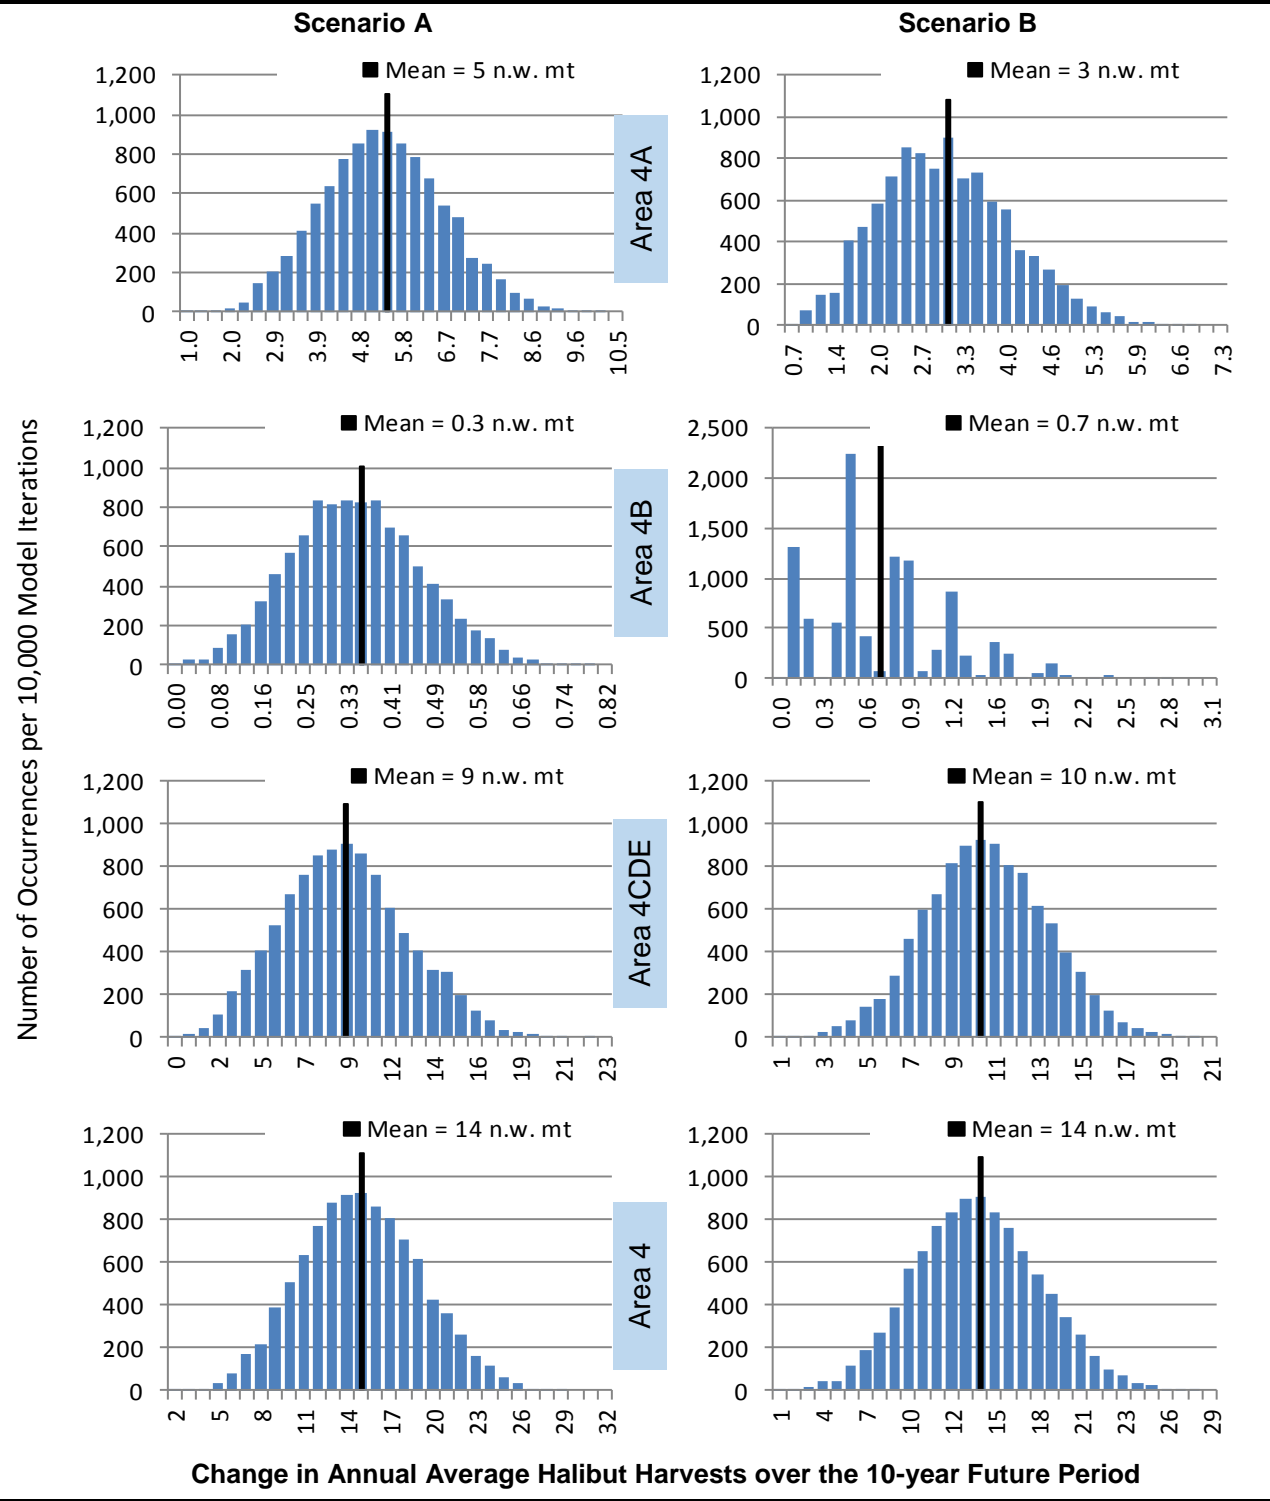 Scenario A
Scenario B
Number of Occurrences per 10,000 Model Iterations
Mean = 5 n.w. mt
1,200
1,000
800
600
400
200
0
1.0 2.0 2.9 3.9 4.8 5.8 6.7 7.7 8.6 9.6 10.5
Area 4A
Mean = 3 n.w. mt
1,200
1,000
800
600
400
200
0
0.7 1.4 2.0 2.7 3.3 4.0 4.6 5.3 5.9 6.6 7.3
Mean = 0.3 n.w. mt
1,200
1,000
800
600
400
200
0
0.00 0.08 0.16 0.25 0.33 0.41 0.49 0.58 0.66 0.74 0.82
Area 4B
Mean = 0.7 n.w. mt
2,500
2,000
1,500
1,000
500
0
0.0 0.3 0.6 0.9 1.2 1.6 1.9 2.2 2.5 2.8 3.1
Mean = 9 n.w. mt
1,200
1,000
800
600
400
200
0
0 2 5 7 9 12 14 16 19 21 23
Area 4CDE
Mean = 10 n.w. mt
1,200
1,000
800
600
400
200
0
1 3 5 7 9 11 13 15 17 19 21
Mean = 14 n.w. mt
1,200
1,000
800
600
400
200
0
2 5 8 11 14 17 20 23 26 29 32
Area 4
Mean = 14 n.w. mt
1,200
1,000
800
600
400
200
0
1 4 7 10 12 15 18 21 23 26 29
Change in Annual Average Halibut Harvests over the 10-year Future Period